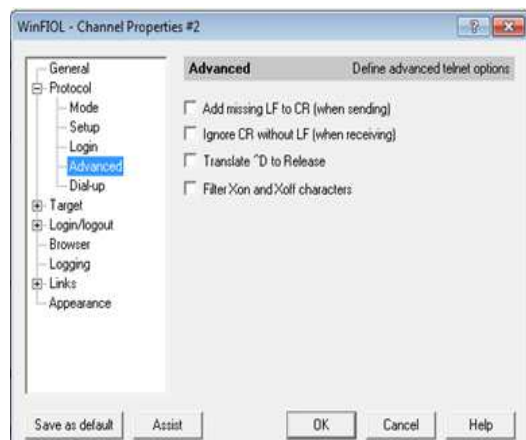 WinFIOL - Channel Properties #2
General
Protocol
Mode
Setup
Login
Advanced
Dial-up
Target
Login/logout
Browser
Logging
Links
Appearance
Advanced Define advanced telnet options
Add missing LF to CR (when sending)
Ignore CR without LF (when receiving)
Translate ^D to Release
Filter Xon and Xoff characters
Save as default Assist OK Cancel Help